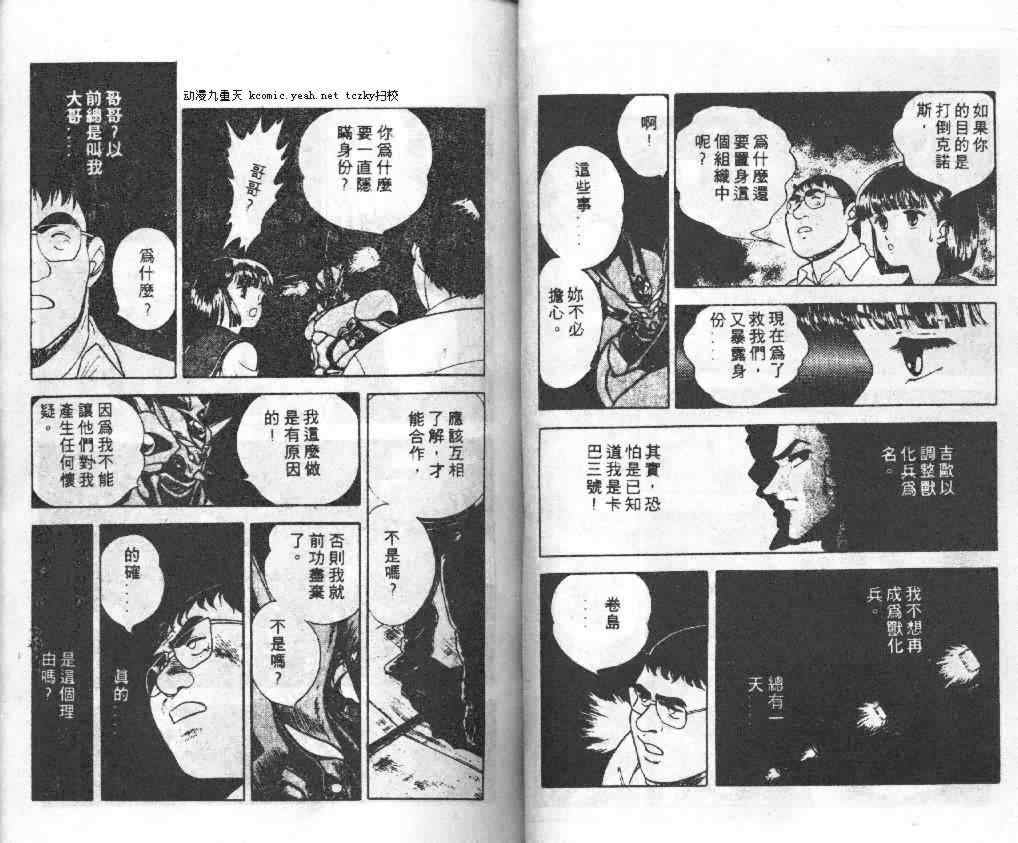 动漫九重天 kcomic.yeah.net tczky扫校
如果你
的目的是
打倒克諾
斯，
爲什麼還
要置身這
個組織中
呢？
啊！
這些事‥‥
妳不必
擔心。
現在爲了
救我們，
又暴露身
份‥‥
吉歐以
調整獸
化兵爲
名。
其實，恐
怕是已知
道我是卡
巴三號！
我不想再
成爲獸化
兵。
總有一
天‥‥
卷島
‥‥
你爲什麼
要一直隱
瞞身份？
哥哥？
哥哥？以
前總是叫我
大哥‥‥
爲什麼？
應該互相
了解，才
能合作，
不是嗎？
我這麼做
是有原因
的！
因爲我不能
讓他們對我
產生任何懷
疑。
否則我就
前功盡棄
了。
不是嗎？
的確‥‥
眞的‥‥
是這個理
由嗎？